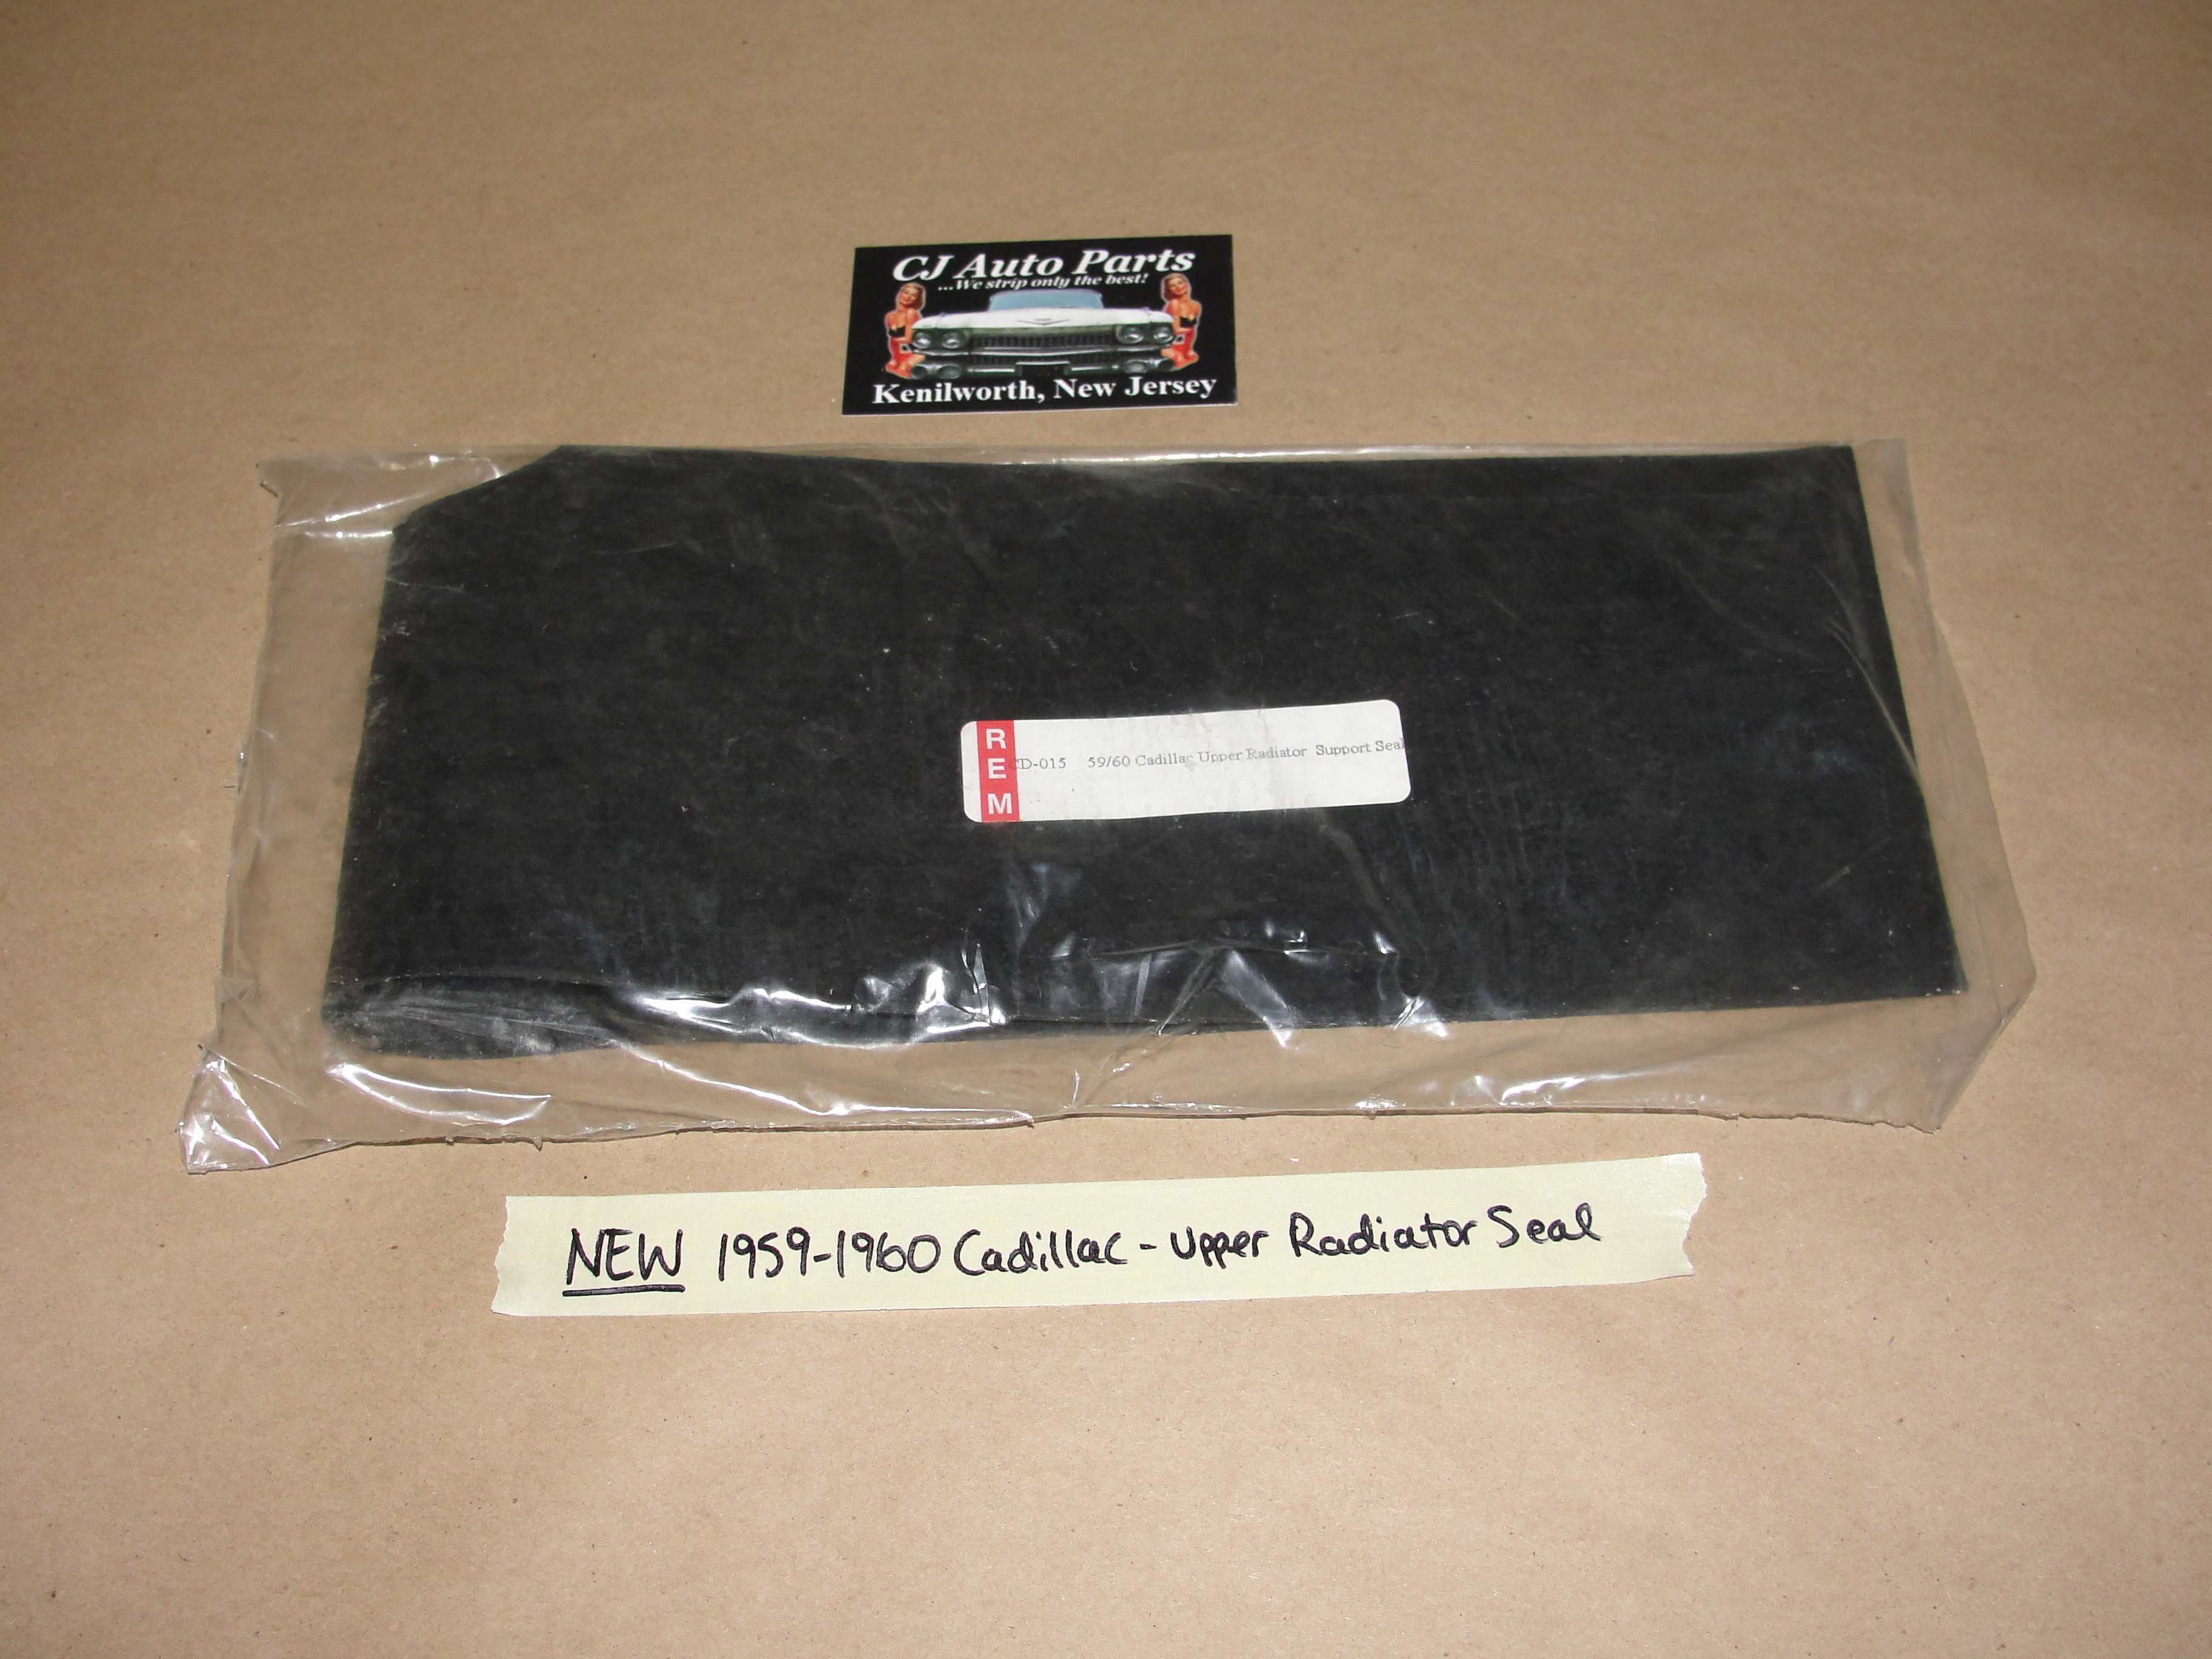 CJ Auto Parts
...We strip only the best!
Kenilworth, New Jersey
REM
CD-015 59/60 Cadillac Upper Radiator Support Seal
NEW 1959-1960 Cadillac - Upper Radiator Seal